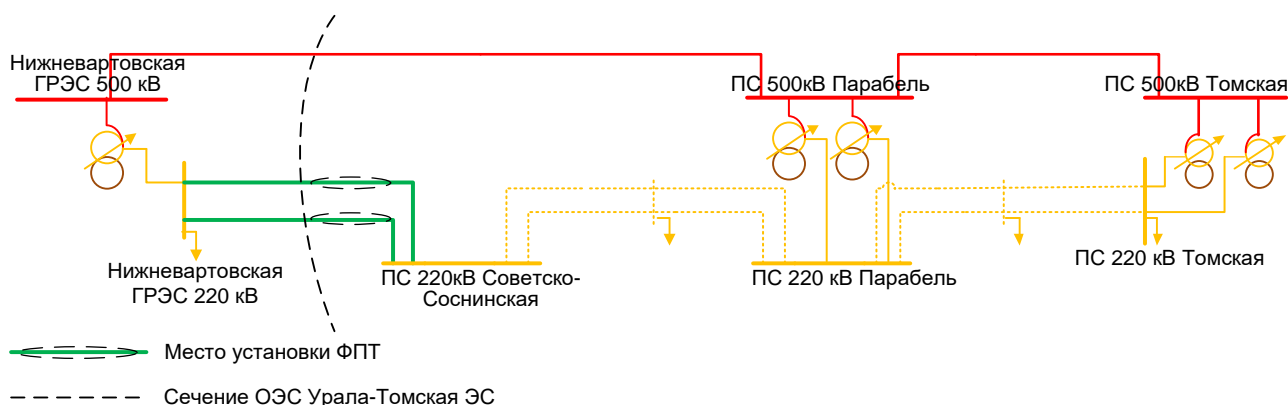 Нижневартовская
ГРЭС 500 кВ
ПС 500кВ Парабель
ПС 500кВ Томская
Нижневартовская
ГРЭС 220 кВ
ПС 220кВ Советско-
Соснинская
ПС 220 кВ Парабель
ПС 220 кВ Томская
Место установки ФПТ
Сечение ОЭС Урала-Томская ЭС